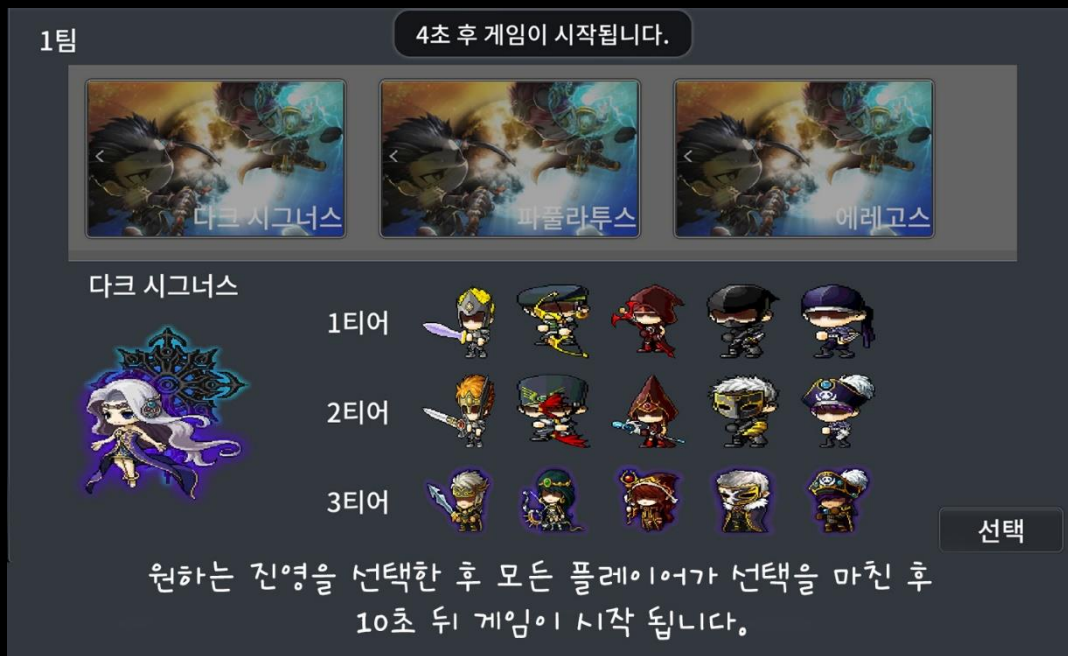 1팀
4초 후 게임이 시작됩니다.
다크 시그너스
파풀라투스
에레고스
다크 시그너스
1티어
2티어
3티어
선택
원하는 진영을 선택한 후 모든 플레이어가 선택을 마친 후
10초 뒤 게임이 시작 됩니다.